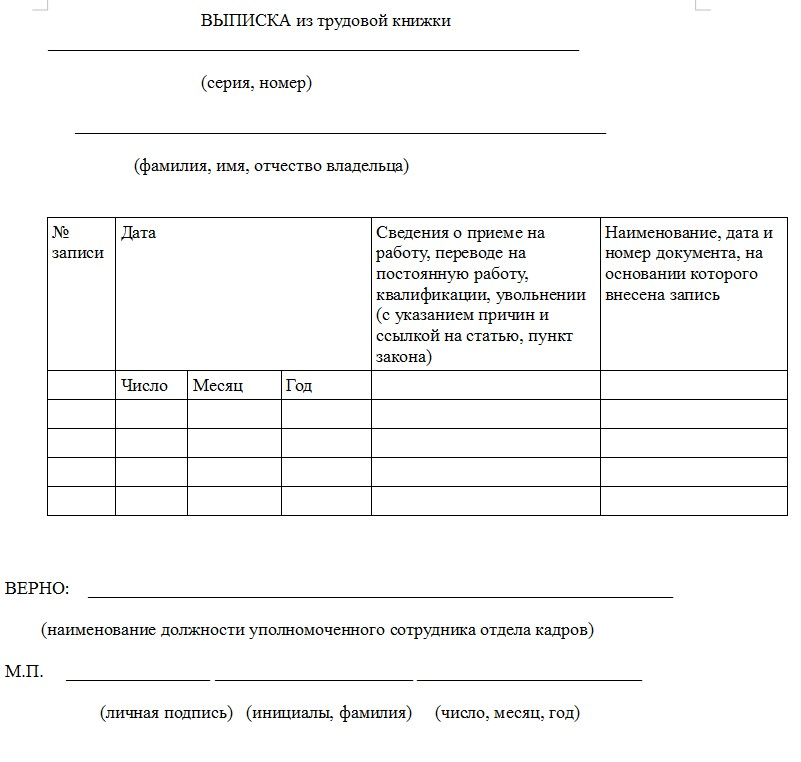 ВЫПИСКА из трудовой книжки
(серия, номер)
(фамилия, имя, отчество владельца)
№ записи
Дата
Сведения о приеме на
работу, переводе на
постоянную работу,
квалификации, увольнении
(с указанием причин и
ссылкой на статью, пункт
закона)
Наименование, дата и
номер документа, на
основании которого
внесена запись
Число Месяц Год
ВЕРНО:
(наименование должности уполномоченного сотрудника отдела кадров)
М.П.
(личная подпись) (инициалы, фамилия) (число, месяц, год)